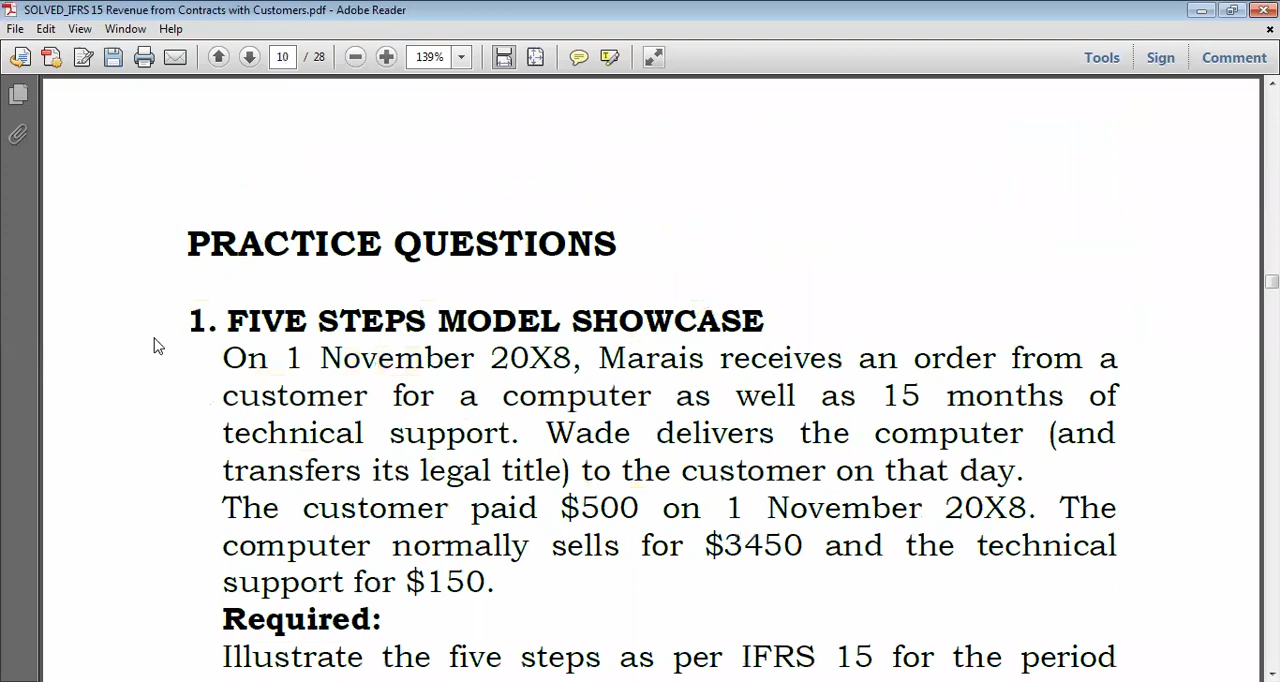 SOLVED_IFRS 15 Revenue from Contracts with Customers.pdf - Adobe Reader
File Edit View Window Help
10 / 28 139% Tools Sign Comment
PRACTICE QUESTIONS
1. FIVE STEPS MODEL SHOWCASE
On 1 November 20X8, Marais receives an order from a
customer for a computer as well as 15 months of
technical support. Wade delivers the computer (and
transfers its legal title) to the customer on that day.
The customer paid $500 on 1 November 20X8. The
computer normally sells for $3450 and the technical
support for $150.
Required:
Illustrate the five steps as per IFRS 15 for the period